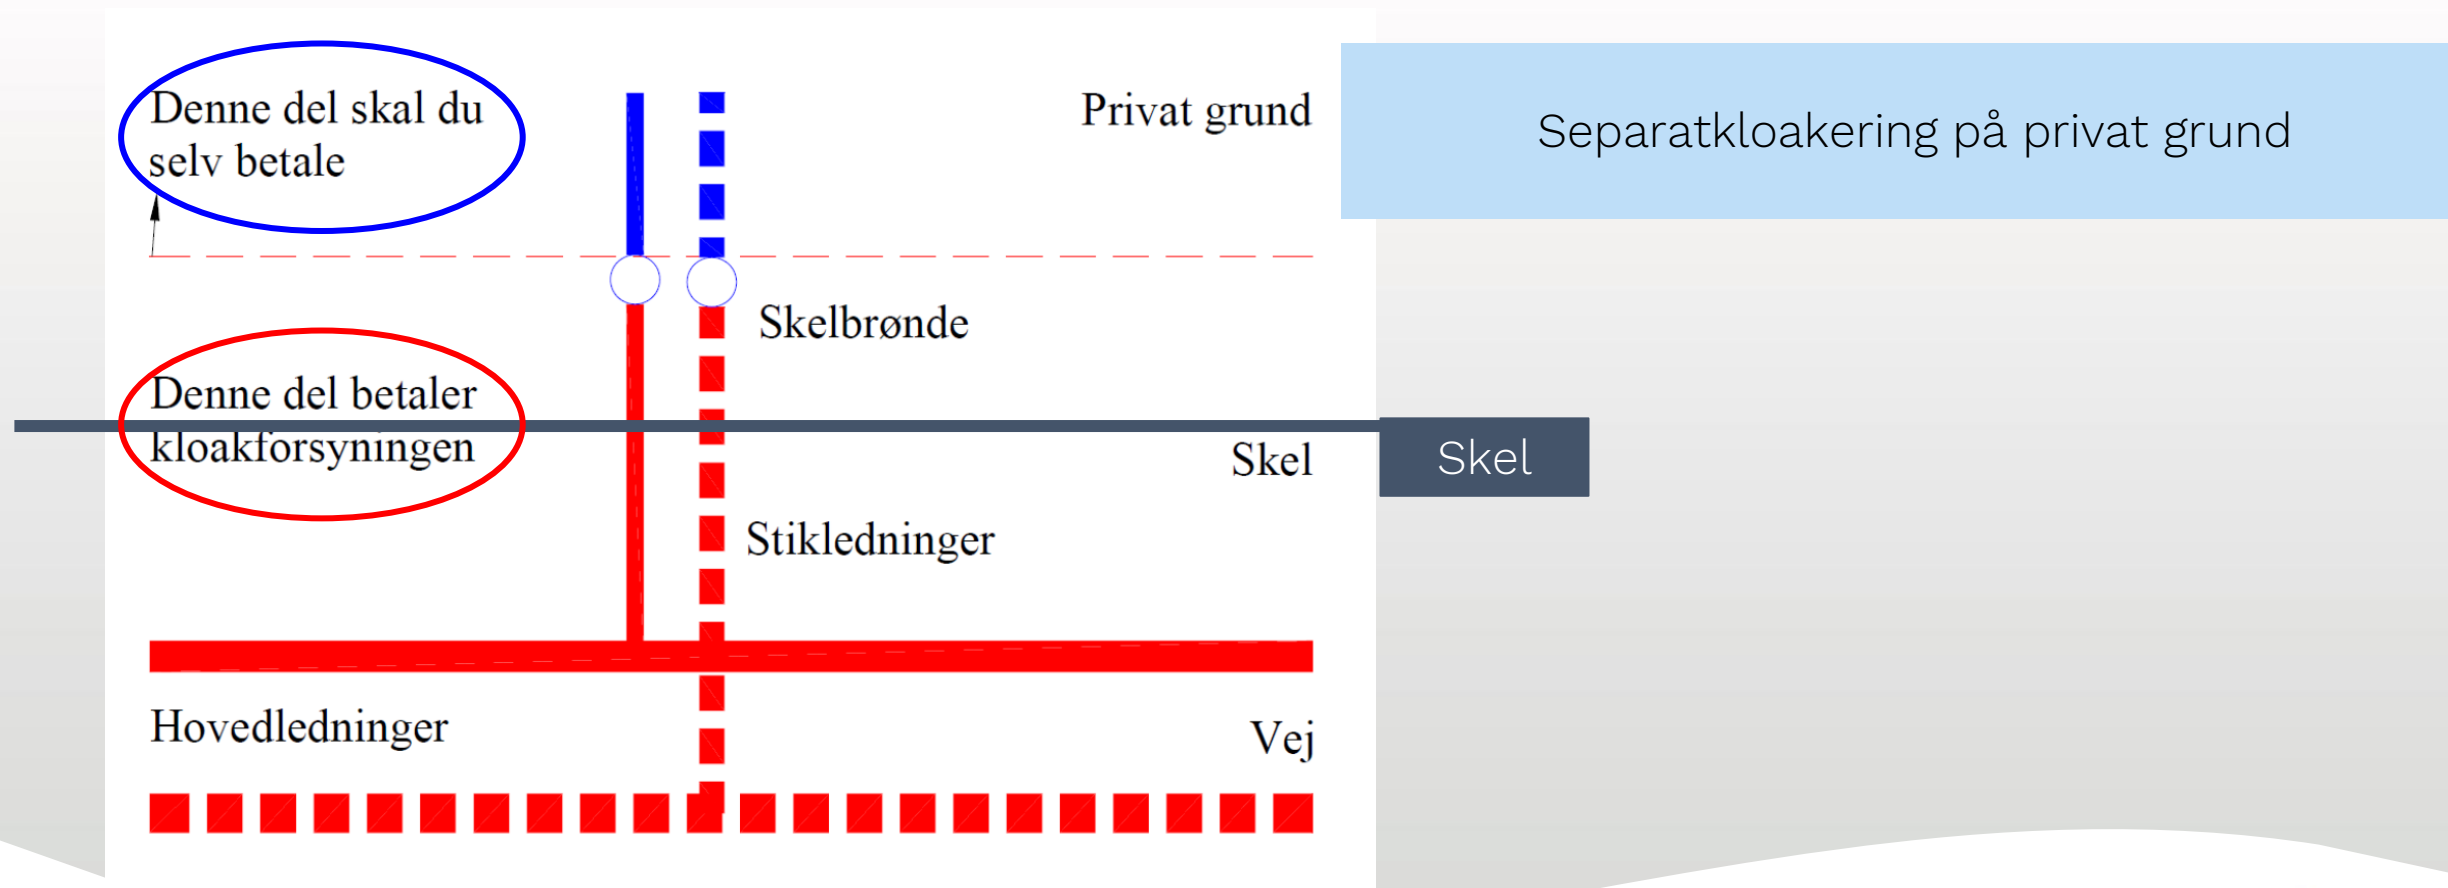 Denne del skal du
selv betale
Privat grund
Separatkloakering på privat grund
Skelbrønde
Denne del betaler
kloakforsyningen
Skel
Skel
Stikledninger
Hovedledninger
Vej